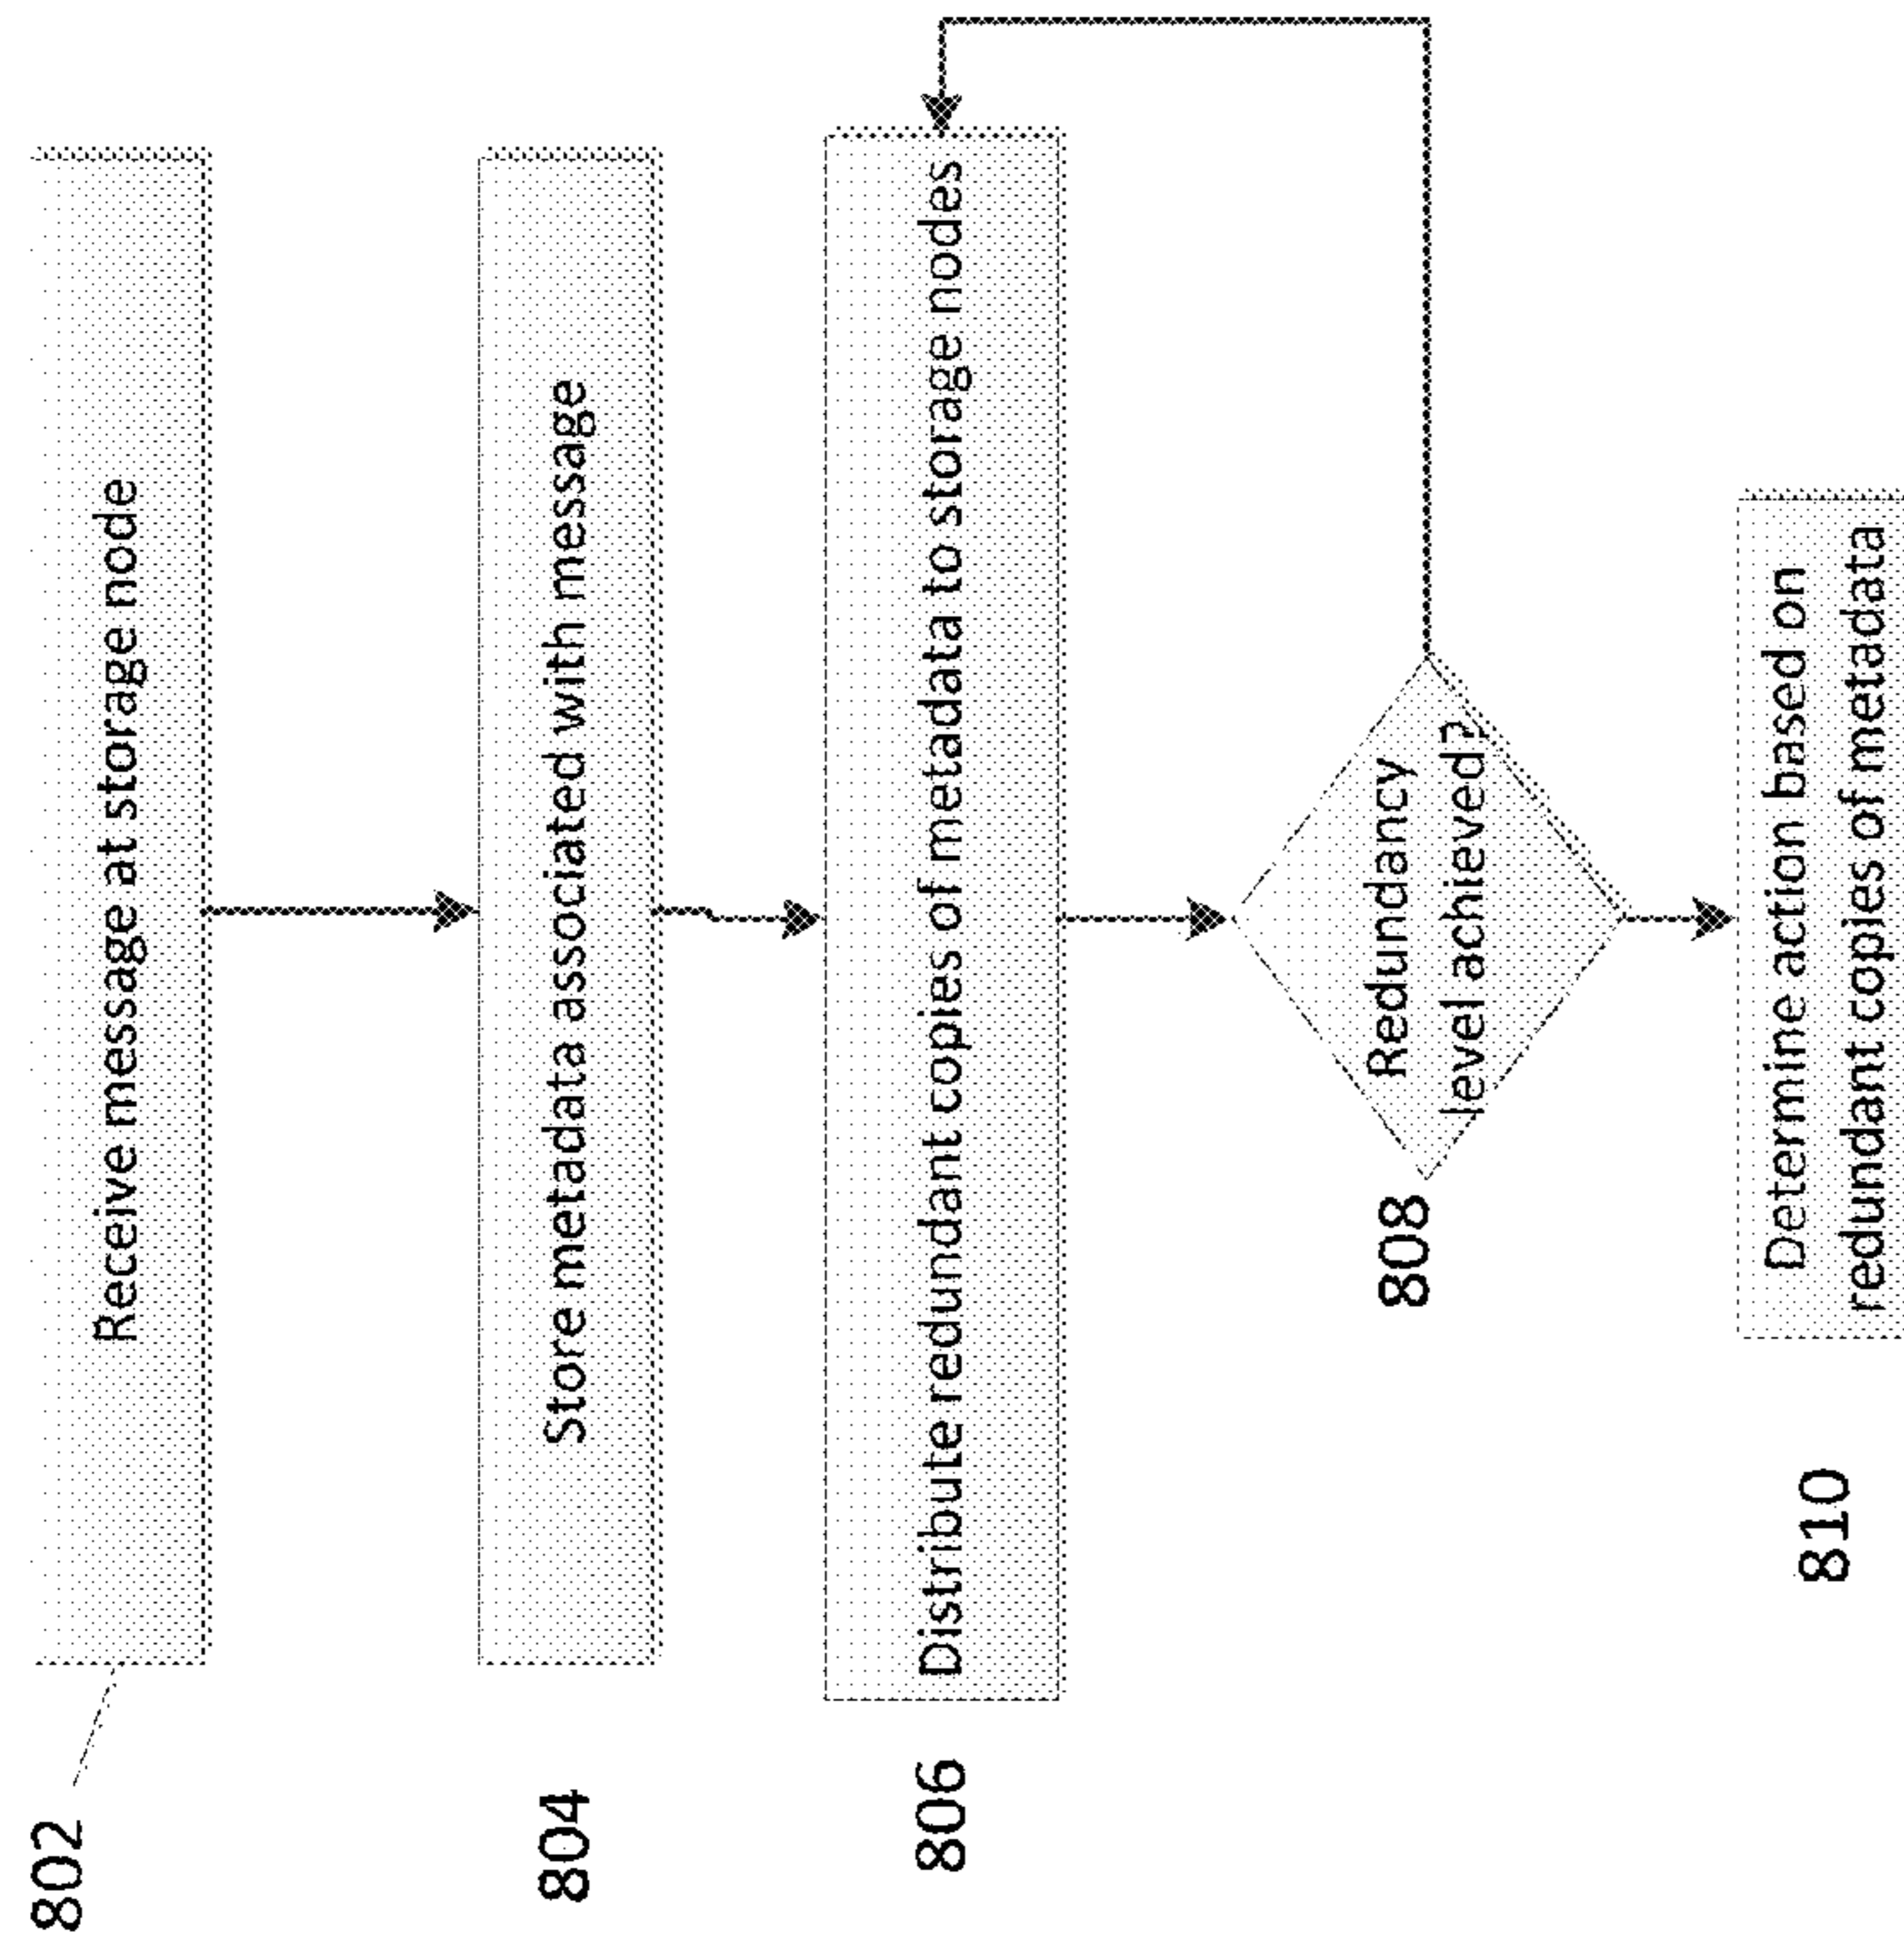 802
Receive message at storage node
804
Store metadata associated with message
806
Distribute redundant copies of metadata to storage nodes
808
Redundancy
level achieved?
810
Determine action based on
redundant copies of metadata